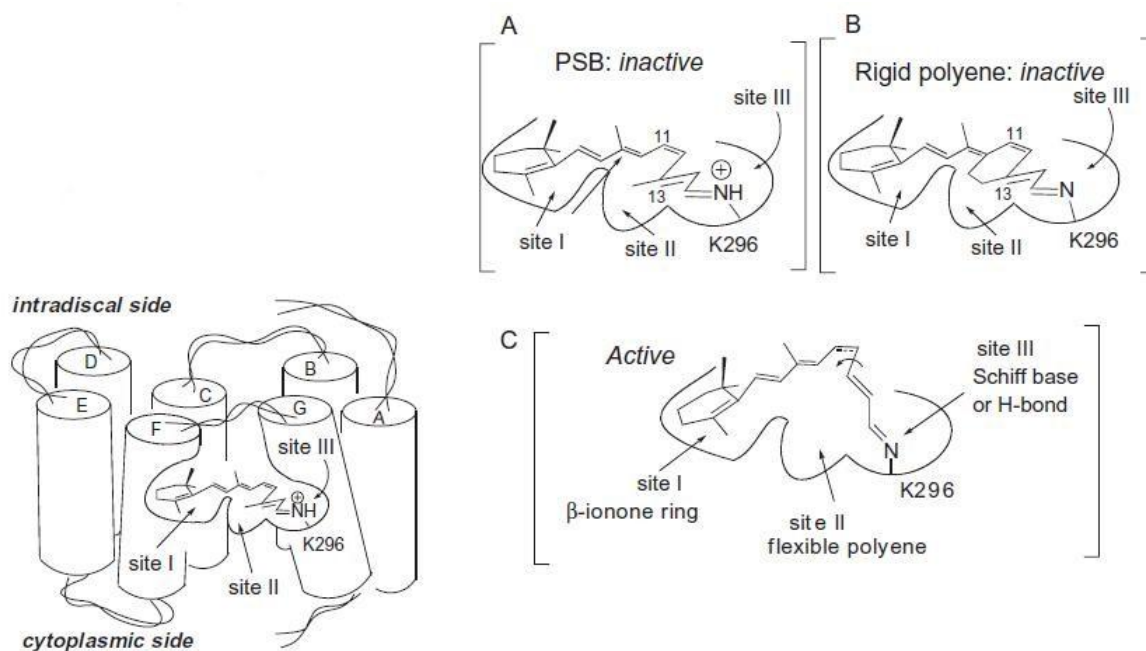 A
PSB: inactive
site III
11
⊕
NH
13
site I
site II
K296
B
Rigid polyene: inactive
site III
11
N
13
site I
site II
K296
intradiscal side
D
B
C
E
G
A
F
site III
⊕
NH
K296
site I
site II
cytoplasmic side
C
Active
site III
Schiff base
or H-bond
N
K296
site I
β-ionone ring
site II
flexible polyene